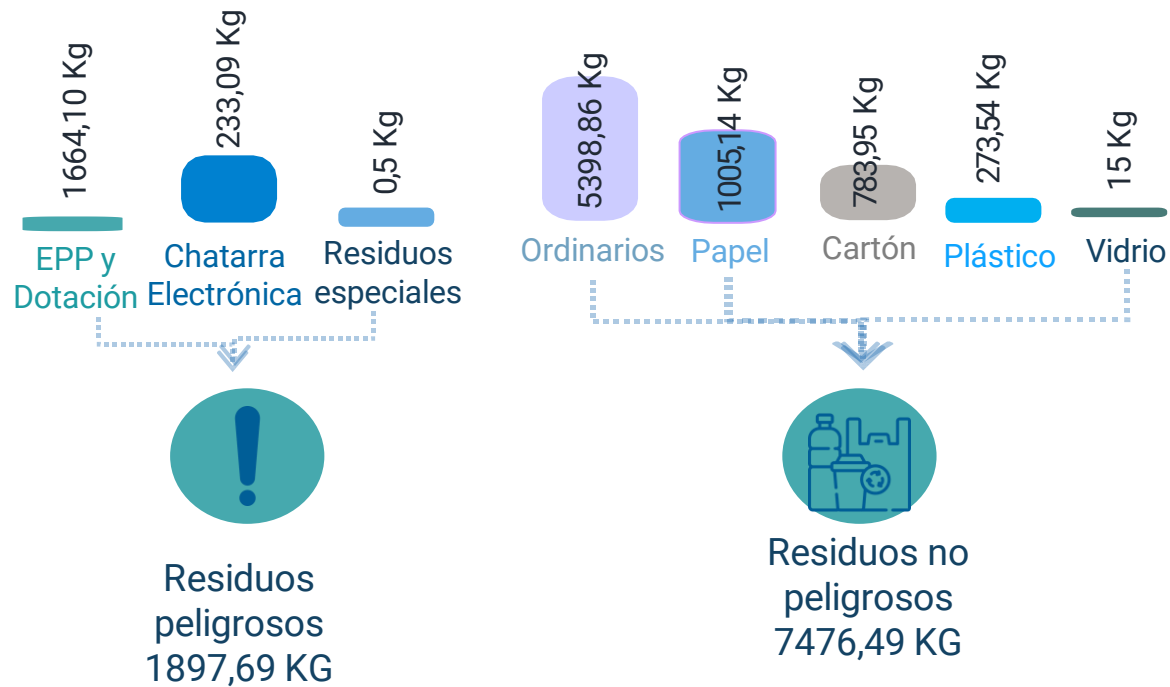 1664,10 Kg
233,09 Kg
0,5 Kg
EPP y
Dotación
Chatarra
Electrónica
Residuos
especiales
Residuos
peligrosos
1897,69 KG
5398,86 Kg
1005,14 Kg
783,95 Kg
273,54 Kg
15 Kg
Ordinarios
Papel
Cartón
Plástico
Vidrio
Residuos no
peligrosos
7476,49 KG